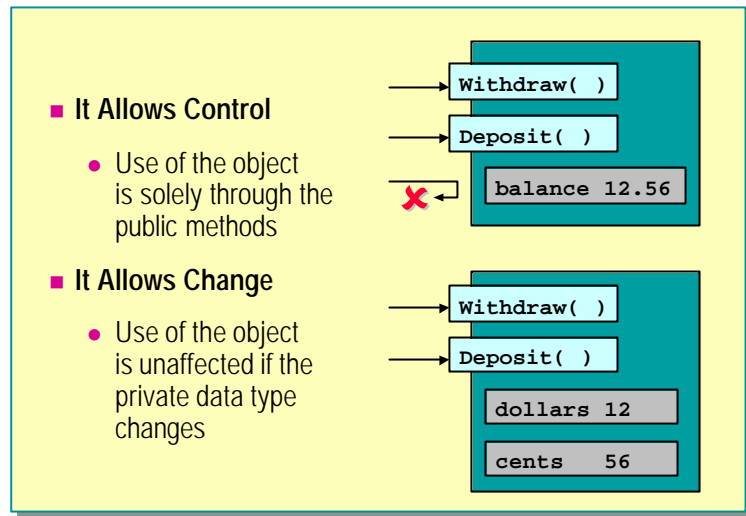 It Allows Control
Use of the object
is solely through the
public methods
Withdraw( )
Deposit( )
balance 12.56
It Allows Change
Use of the object
is unaffected if the
private data type
changes
Withdraw( )
Deposit( )
dollars 12
cents 56